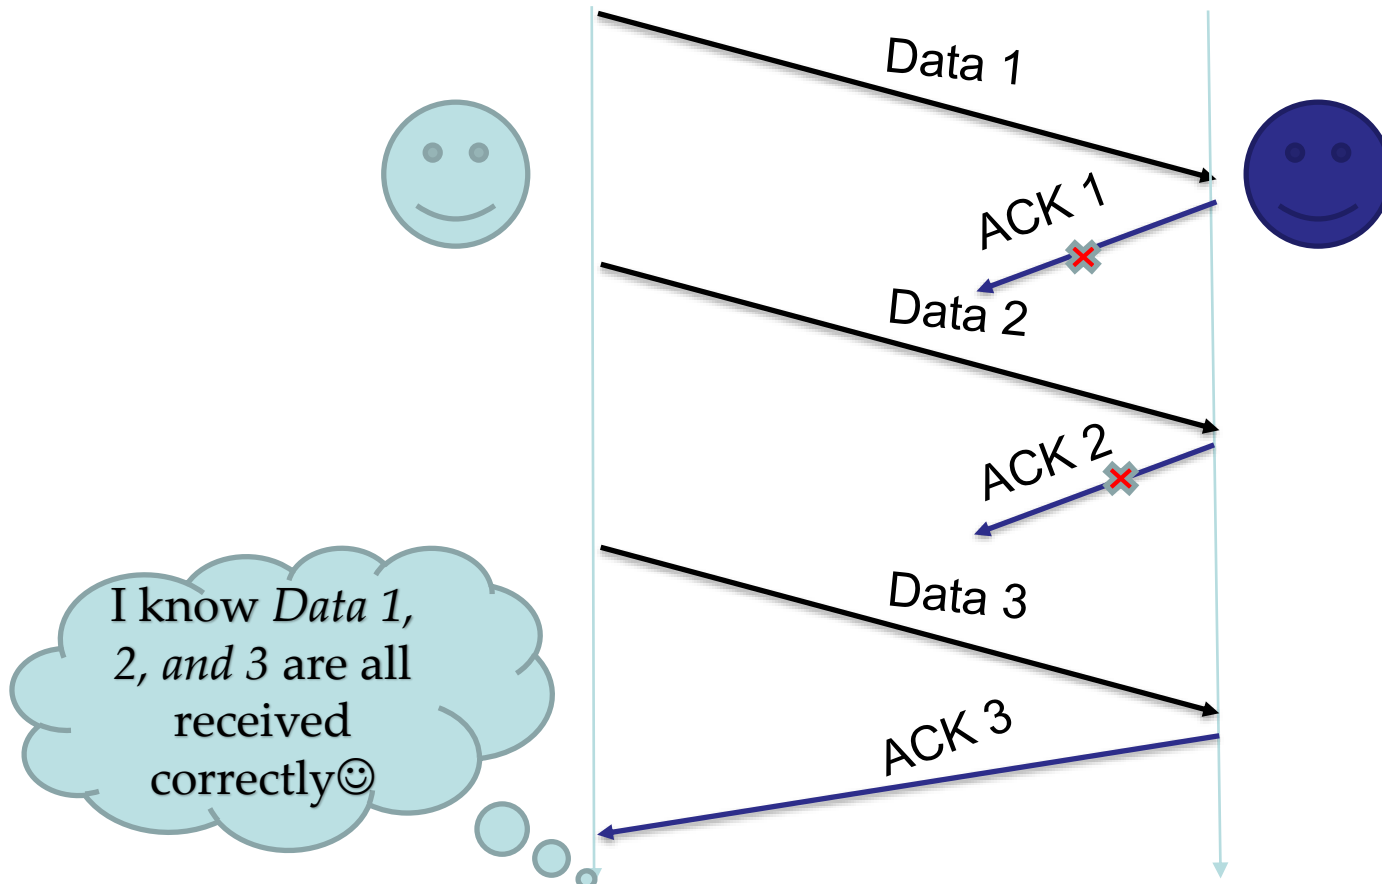 Data 1
ACK 1
Data 2
ACK 2
Data 3
I know Data 1,
2, and 3 are all
received
correctly☺
ACK 3